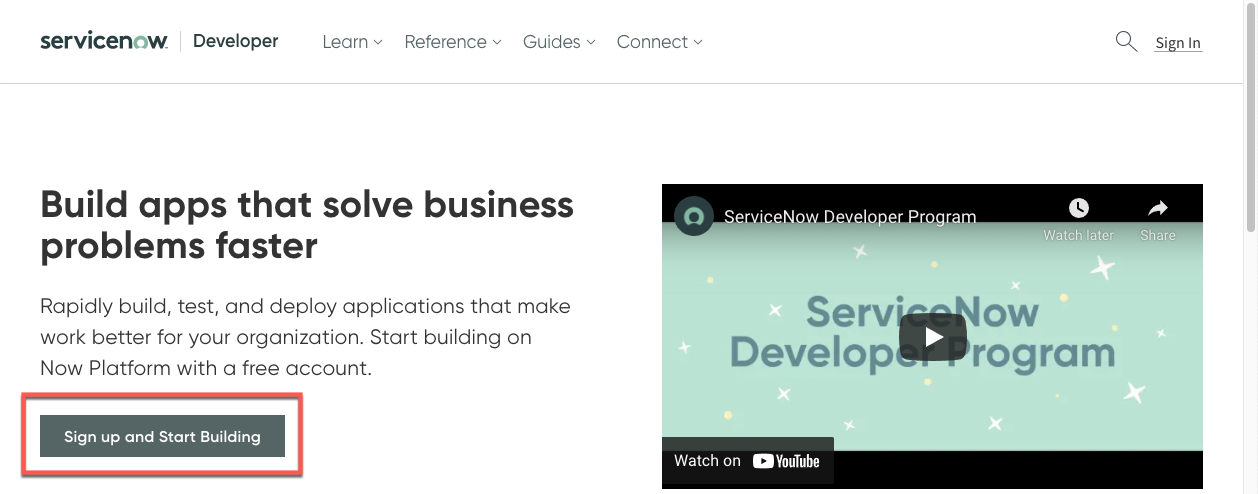 servicenow. Developer Learn Reference Guides Connect Sign In
Build apps that solve business
problems faster
Rapidly build, test, and deploy applications that make
work better for your organization. Start building on
Now Platform with a free account.
Sign up and Start Building
ServiceNow Developer Program
Watch later Share
ServiceNow
Developer Program
Watch on YouTube